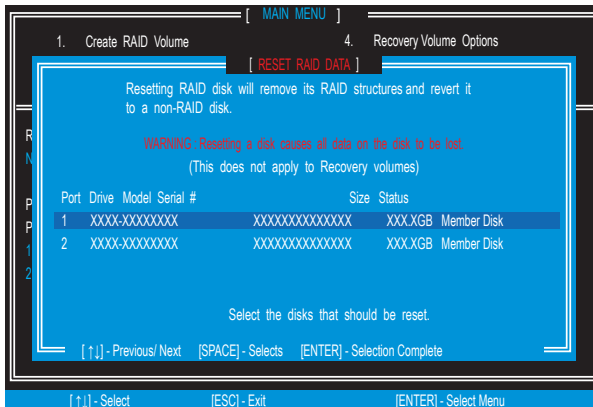 [ MAIN MENU ]
1. Create RAID Volume 4. Recovery Volume Options
[ RESET RAID DATA ]
Resetting RAID disk will remove its RAID structures and revert it
to a non-RAID disk.
WARNING: Resetting a disk causes all data on the disk to be lost.
(This does not apply to Recovery volumes)
R
N
P
P
1
2
Port Drive Model Serial # Size Status
1 XXXX-XXXXXXXX XXXXXXXXXXXXXX XXX.XGB Member Disk
2 XXXX-XXXXXXXX XXXXXXXXXXXXXX XXX.XGB Member Disk
Select the disks that should be reset.
[ ↑↓] - Previous/ Next [SPACE] - Selects [ENTER] - Selection Complete
[ ↑↓] - Select [ESC] - Exit [ENTER] - Select Menu